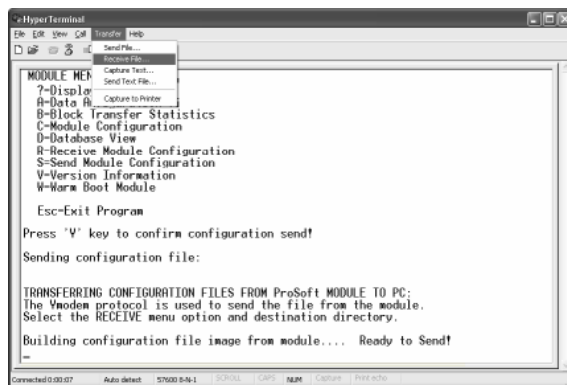 HyperTerminal
File Edit View Call Transfer Help
Send File...
Receive File...
Capture Text...
Send Text File...
Capture to Printer
MODULE MEN
?-Displa
A-Data A
B-Block Transfer Statistics
C-Module Configuration
D-Database View
R-Receive Module Configuration
S=Send Module Configuration
V-Version Information
W-Warm Boot Module
Esc-Exit Program
Press 'Y' key to confirm configuration send!
Sending configuration file:
TRANSFERRING CONFIGURATION FILES FROM ProSoft MODULE TO PC:
The Ymodem protocol is used to send the file from the module.
Select the RECEIVE menu option and destination directory.
Building configuration file image from module.... Ready to Send!
Connected 0:00:07 Auto detect 57600 8-N-1 SCROLL CAPS NUM Capture Print echo